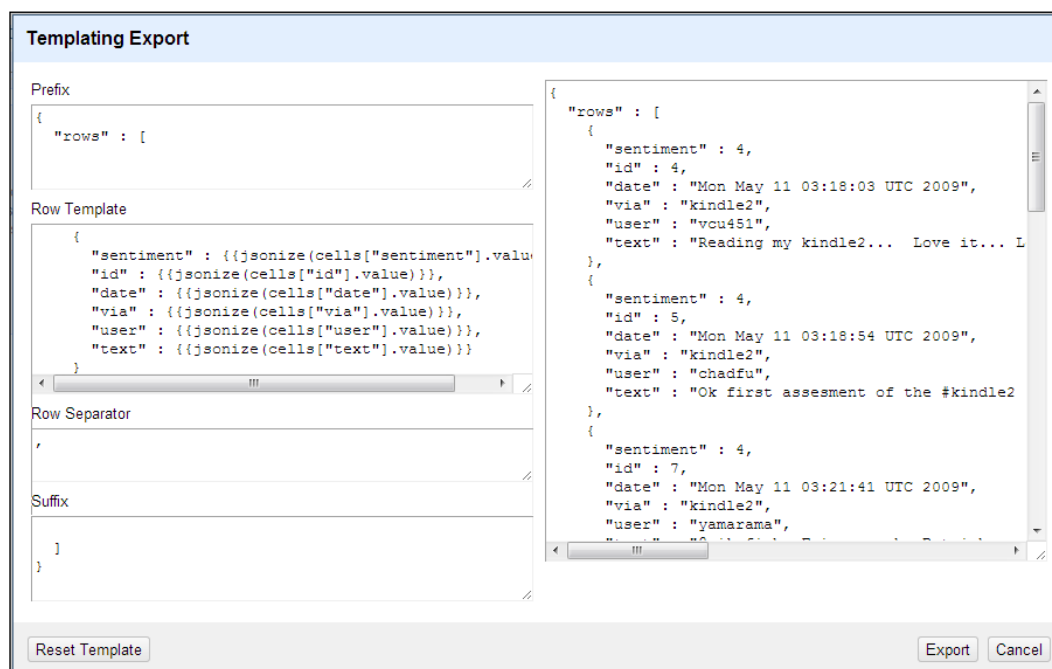 Templating Export
Prefix
{
"rows" : [
Row Template
{
"sentiment" : {{jsonize(cells["sentiment"].value
"id" : {{jsonize(cells["id"].value)}},
"date" : {{jsonize(cells["date"].value)}},
"via" : {{jsonize(cells["via"].value)}},
"user" : {{jsonize(cells["user"].value)}},
"text" : {{jsonize(cells["text"].value)}}
}
Row Separator
,
Suffix
]
}
{
"rows" : [
{
"sentiment" : 4,
"id" : 4,
"date" : "Mon May 11 03:18:03 UTC 2009",
"via" : "kindle2",
"user" : "vcu451",
"text" : "Reading my kindle2...  Love it... L
},
{
"sentiment" : 4,
"id" : 5,
"date" : "Mon May 11 03:18:54 UTC 2009",
"via" : "kindle2",
"user" : "chadfu",
"text" : "Ok first assesment of the #kindle2
},
{
"sentiment" : 4,
"id" : 7,
"date" : "Mon May 11 03:21:41 UTC 2009",
"via" : "kindle2",
"user" : "yamarama",
Reset Template
Export
Cancel